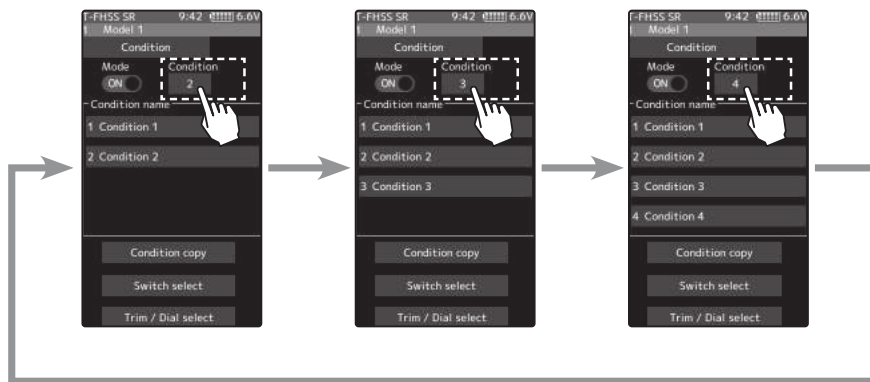 T-FHSS SR 9:42 6.6V
1 Model 1
Condition
Mode Condition
ON 2
Condition name
1 Condition 1
2 Condition 2
Condition copy
Switch select
Trim / Dial select
T-FHSS SR 9:42 6.6V
1 Model 1
Condition
Mode Condition
ON 3
Condition name
1 Condition 1
2 Condition 2
3 Condition 3
Condition copy
Switch select
Trim / Dial select
T-FHSS SR 9:42 6.6V
1 Model 1
Condition
Mode Condition
ON 4
Condition name
1 Condition 1
2 Condition 2
3 Condition 3
4 Condition 4
Condition copy
Switch select
Trim / Dial select